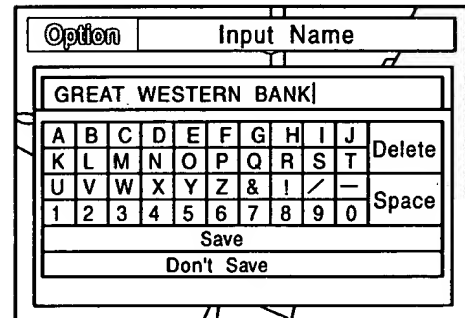 Option Input Name
GREAT WESTERN BANK
A B C D E F G H I J Delete
K L M N O P Q R S T
U V W X Y Z & ! / — Space
1 2 3 4 5 6 7 8 9 0
Save
Don't Save